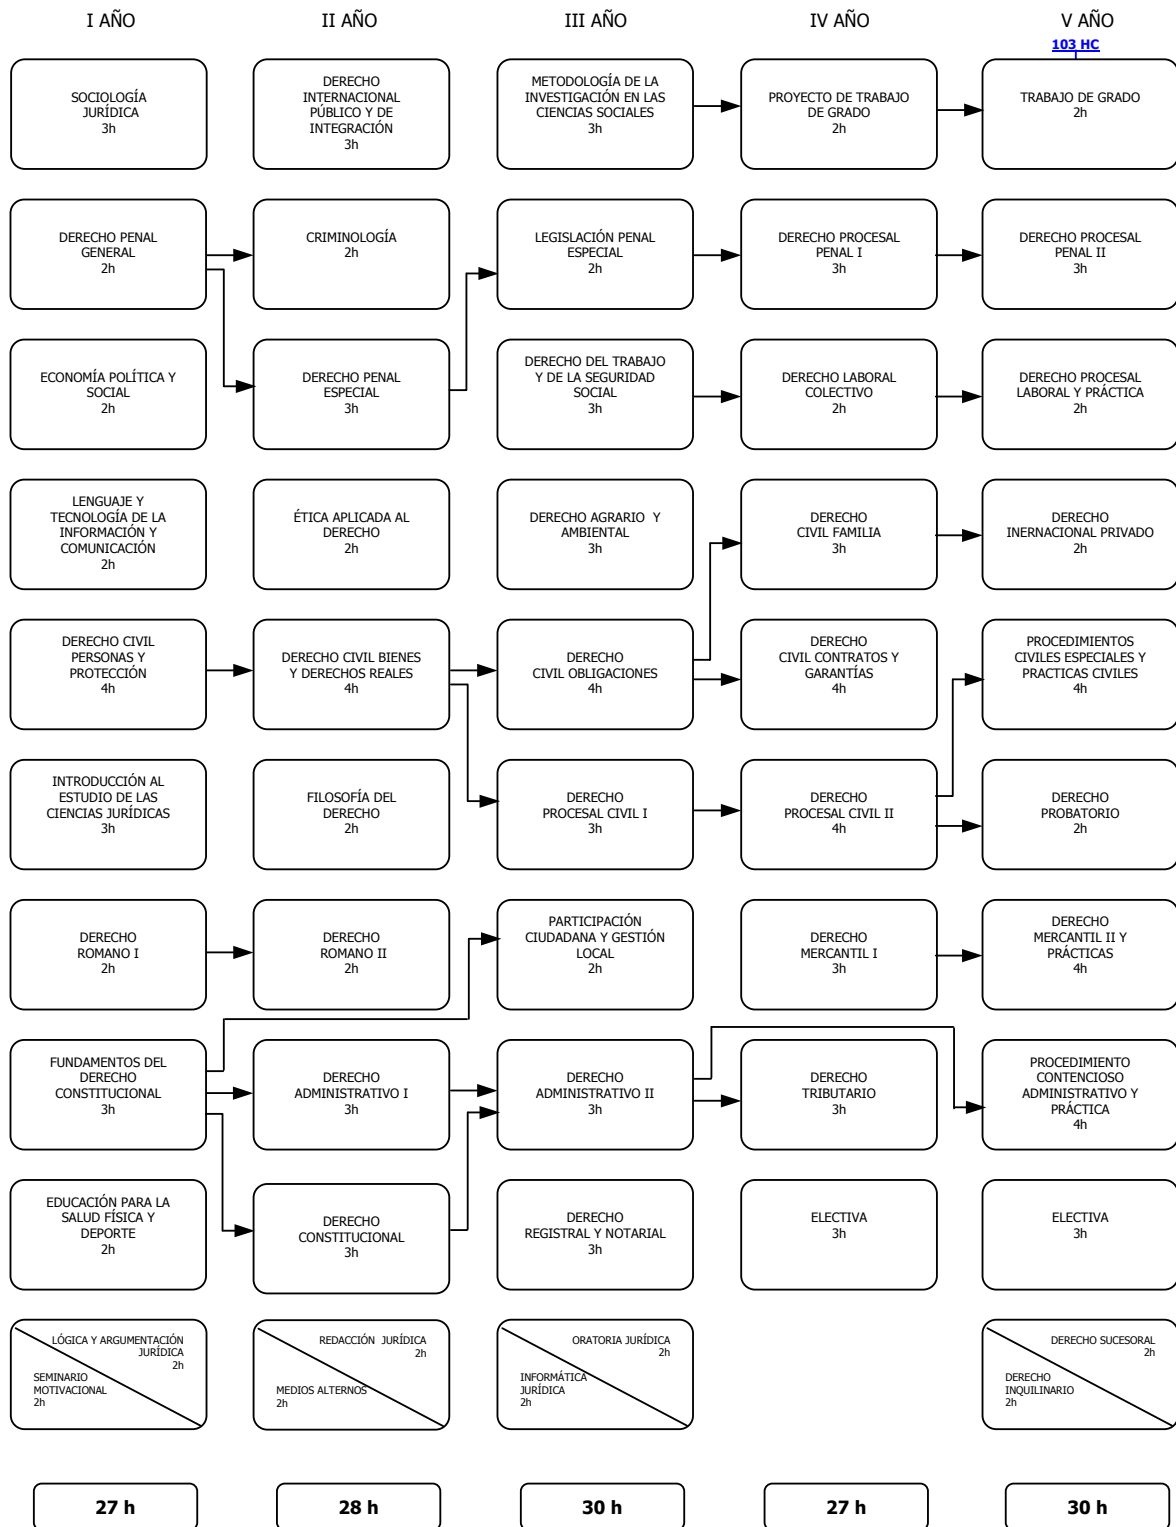 I AÑO
II AÑO
III AÑO
IV AÑO
V AÑO
103 HC
SOCIOLOGÍA
JURÍDICA
3h
DERECHO
INTERNACIONAL
PÚBLICO Y DE
INTEGRACIÓN
3h
METODOLOGÍA DE LA
INVESTIGACIÓN EN LAS
CIENCIAS SOCIALES
3h
PROYECTO DE TRABAJO
DE GRADO
2h
TRABAJO DE GRADO
2h
DERECHO PENAL
GENERAL
2h
CRIMINOLOGÍA
2h
LEGISLACIÓN PENAL
ESPECIAL
2h
DERECHO PROCESAL
PENAL I
3h
DERECHO PROCESAL
PENAL II
3h
ECONOMÍA POLÍTICA Y
SOCIAL
2h
DERECHO PENAL
ESPECIAL
3h
DERECHO DEL TRABAJO
Y DE LA SEGURIDAD
SOCIAL
3h
DERECHO LABORAL
COLECTIVO
2h
DERECHO PROCESAL
LABORAL Y PRÁCTICA
2h
LENGUAJE Y
TECNOLOGÍA DE LA
INFORMACIÓN Y
COMUNICACIÓN
2h
ÉTICA APLICADA AL
DERECHO
2h
DERECHO AGRARIO Y
AMBIENTAL
3h
DERECHO
CIVIL FAMILIA
3h
DERECHO
INERNACIONAL PRIVADO
2h
DERECHO CIVIL
PERSONAS Y
PROTECCIÓN
4h
DERECHO CIVIL BIENES
Y DERECHOS REALES
4h
DERECHO
CIVIL OBLIGACIONES
4h
DERECHO
CIVIL CONTRATOS Y
GARANTÍAS
4h
PROCEDIMIENTOS
CIVILES ESPECIALES Y
PRACTICAS CIVILES
4h
INTRODUCCIÓN AL
ESTUDIO DE LAS
CIENCIAS JURÍDICAS
3h
FILOSOFÍA DEL
DERECHO
2h
DERECHO
PROCESAL CIVIL I
3h
DERECHO
PROCESAL CIVIL II
4h
DERECHO
PROBATORIO
2h
DERECHO
ROMANO I
2h
DERECHO
ROMANO II
2h
PARTICIPACIÓN
CIUDADANA Y GESTIÓN
LOCAL
2h
DERECHO
MERCANTIL I
3h
DERECHO
MERCANTIL II Y
PRÁCTICAS
4h
FUNDAMENTOS DEL
DERECHO
CONSTITUCIONAL
3h
DERECHO
ADMINISTRATIVO I
3h
DERECHO
ADMINISTRATIVO II
3h
DERECHO
TRIBUTARIO
3h
PROCEDIMIENTO
CONTENCIOSO
ADMINISTRATIVO Y
PRÁCTICA
4h
EDUCACIÓN PARA LA
SALUD FÍSICA Y
DEPORTE
2h
DERECHO
CONSTITUCIONAL
3h
DERECHO
REGISTRAL Y NOTARIAL
3h
ELECTIVA
3h
ELECTIVA
3h
LÓGICA Y ARGUMENTACIÓN
JURÍDICA
2h
SEMINARIO
MOTIVACIONAL
2h
REDACCIÓN JURÍDICA
2h
MEDIOS ALTERNOS
2h
ORATORIA JURÍDICA
2h
INFORMÁTICA
JURÍDICA
2h
DERECHO SUCESORAL
2h
DERECHO
INQUILINARIO
2h
27 h
28 h
30 h
27 h
30 h